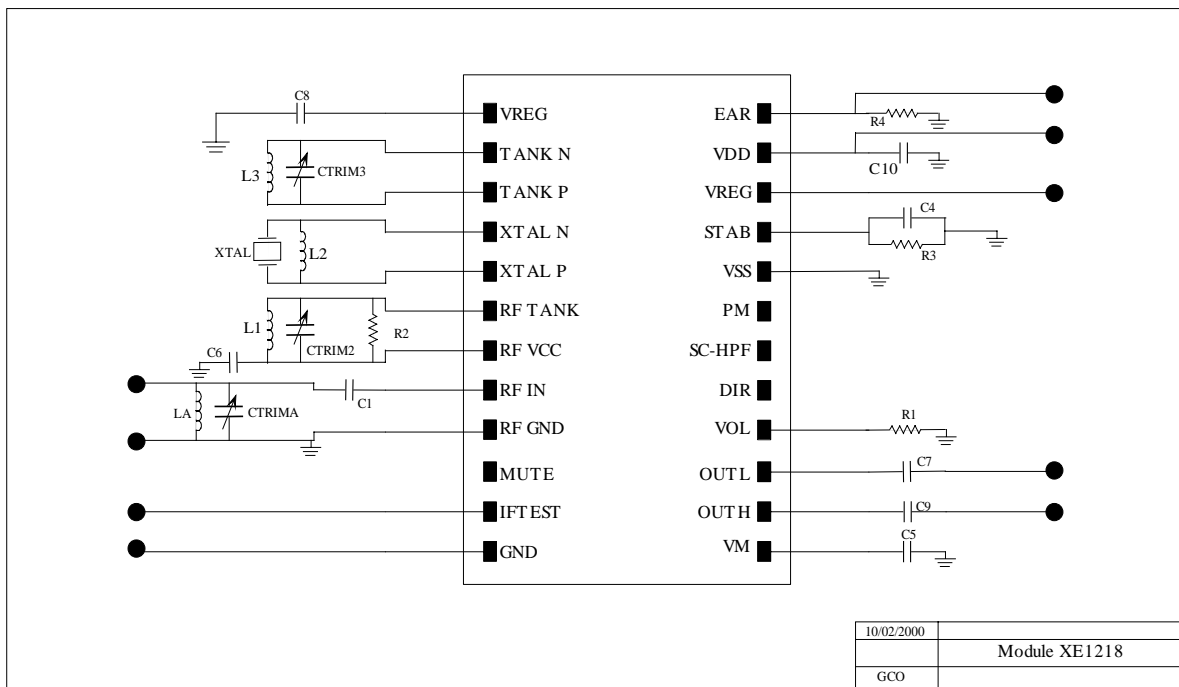 C8
VREG
TANK N
L3
CTRIM3
TANK P
XTAL N
XTAL
L2
XTAL P
RF TANK
L1
R2
CTRIM2
C6
RF VCC
RF IN
C1
LA
CTRIMA
RF GND
MUTE
IFTEST
GND
EAR
R4
VDD
C10
VREG
C4
STAB
R3
VSS
PM
SC-HPF
DIR
R1
VOL
C7
OUTL
OUTH
C9
C5
VM
10/02/2000
Module XE1218
GCO